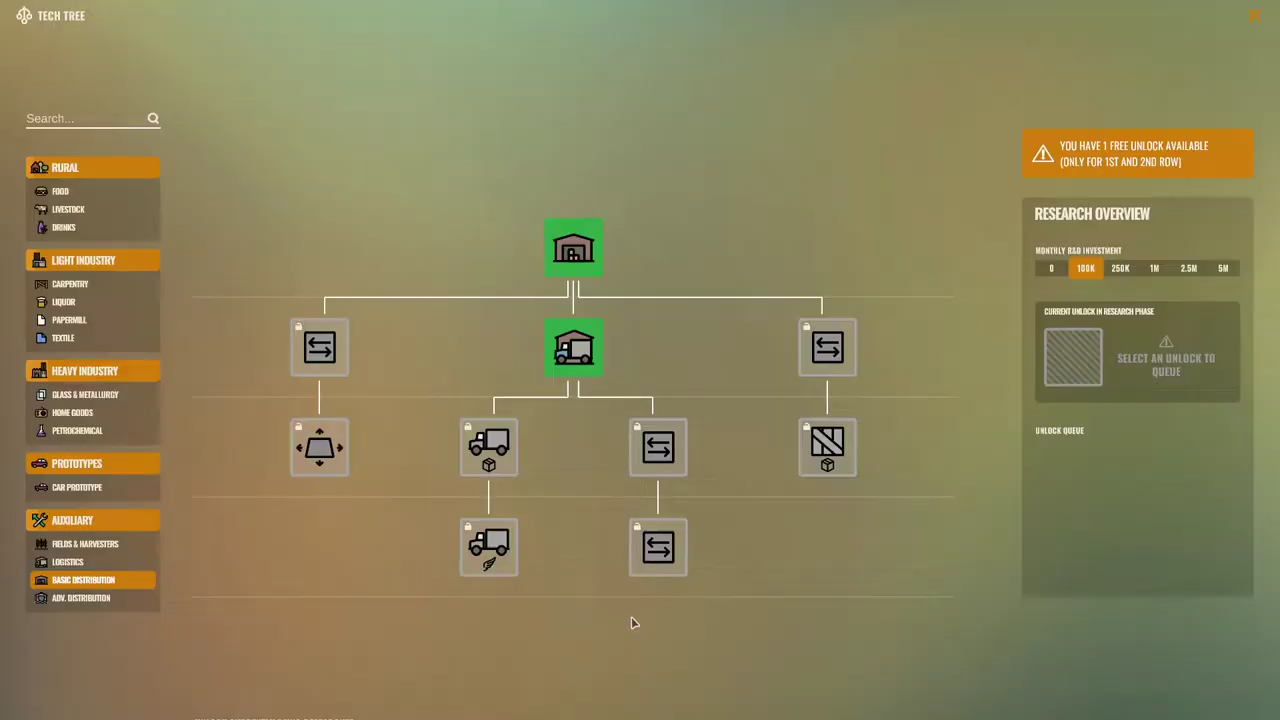 TECH TREE
Search...
RURAL
FOOD
LIVESTOCK
DRINKS
LIGHT INDUSTRY
CARPENTRY
LIQUOR
PAPERMILL
TEXTILE
HEAVY INDUSTRY
GLASS & METALLURGY
HOME GOODS
PETROCHEMICAL
PROTOTYPES
CAR PROTOTYPE
AUXILIARY
FIELDS & HARVESTERS
LOGISTICS
BASIC DISTRIBUTION
ADV. DISTRIBUTION
YOU HAVE 1 FREE UNLOCK AVAILABLE
(ONLY FOR 1ST AND 2ND ROW)
RESEARCH OVERVIEW
MONTHLY R&D INVESTMENT
0 100K 250K 1M 2.5M 5M
CURRENT UNLOCK IN RESEARCH PHASE
SELECT AN UNLOCK TO
QUEUE
UNLOCK QUEUE